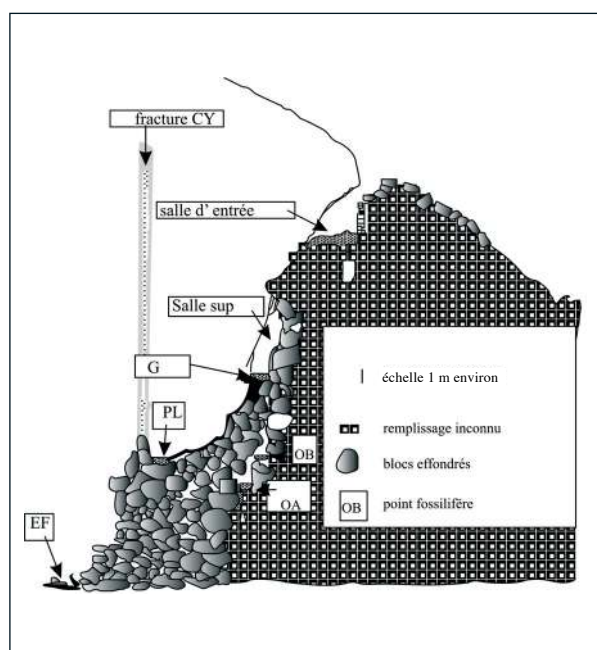 fracture CY
salle d' entrée
Salle sup
G
PL
OB
OA
EF
échelle 1 m environ
remplissage inconnu
blocs effondrés
OB
point fossilifère